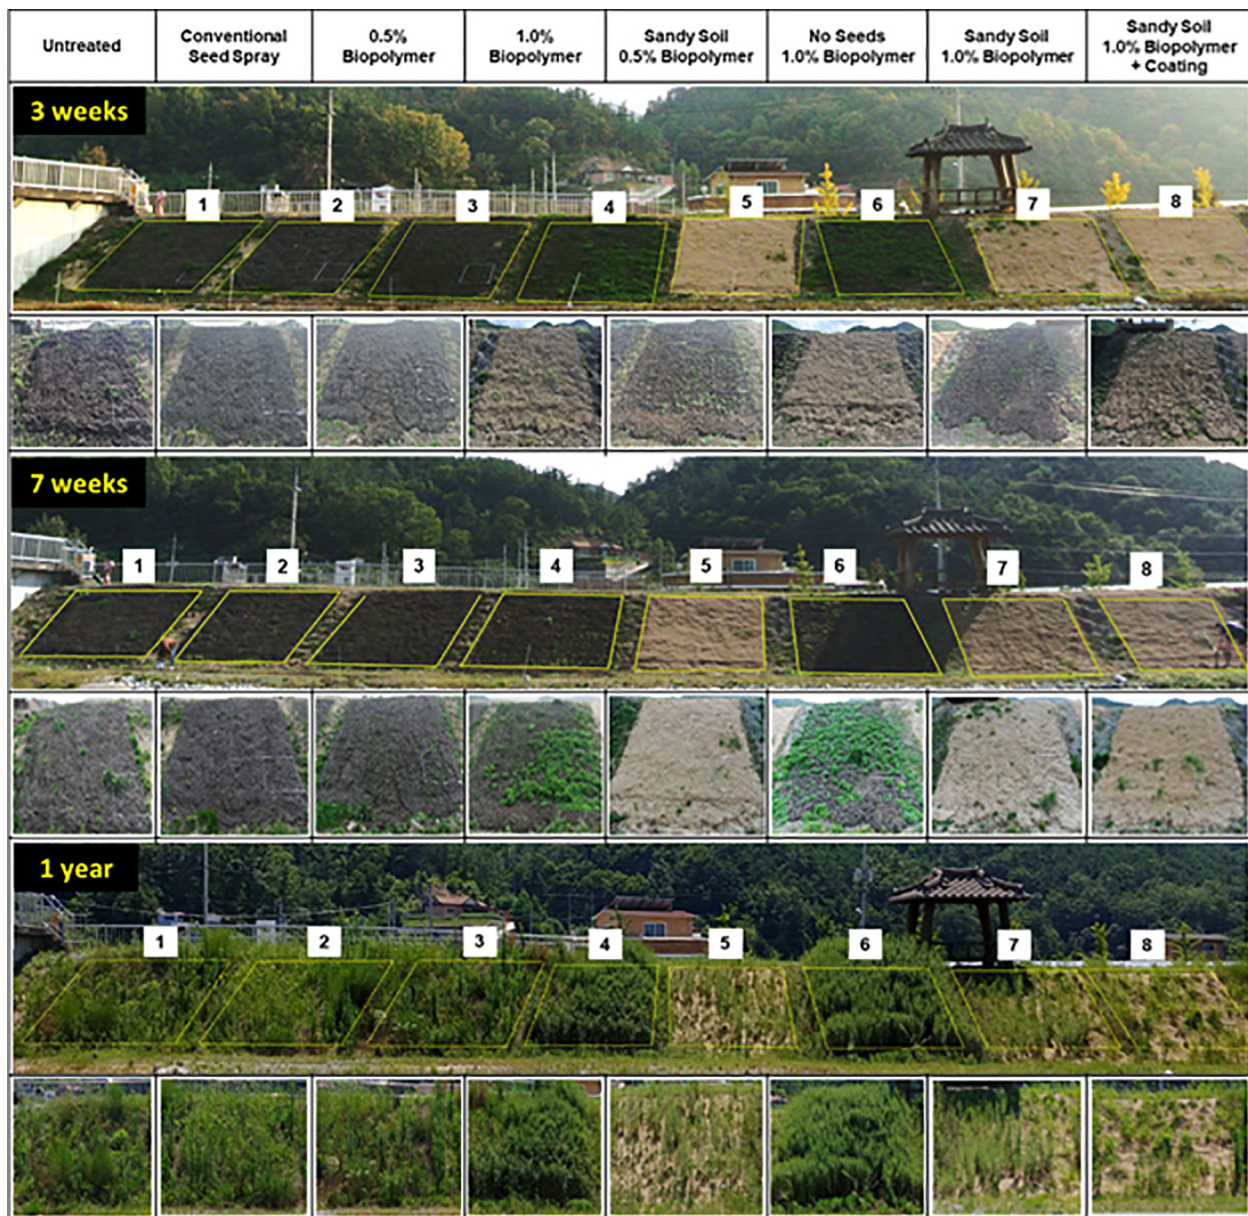 Untreated
Conventional
Seed Spray
0.5%
Biopolymer
1.0%
Biopolymer
Sandy Soil
0.5% Biopolymer
No Seeds
1.0% Biopolymer
Sandy Soil
1.0% Biopolymer
Sandy Soil
1.0% Biopolymer
+ Coating
3 weeks
1
2
3
4
5
6
7
8
7 weeks
1
2
3
4
5
6
7
8
1 year
1
2
3
4
5
6
7
8